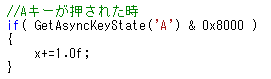 //Aキーが押された時
if( GetAsyncKeyState('A') & 0x8000 )
{
x+=1.0f;
}